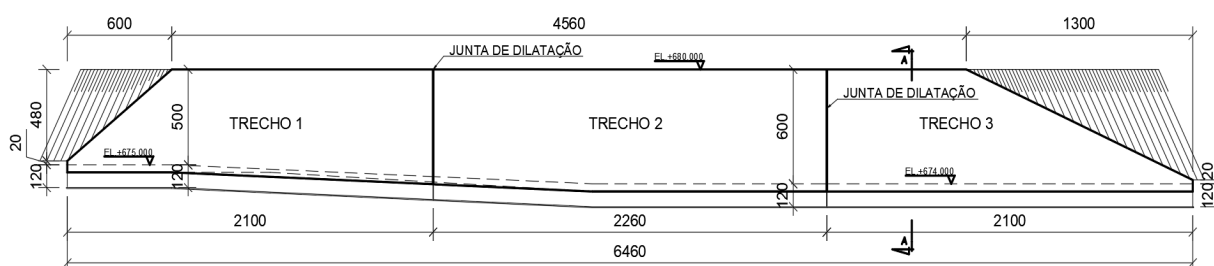 600
4560
1300
JUNTA DE DILATAÇÃO
EL +680.000
A
480
500
TRECHO 1
TRECHO 2
600
JUNTA DE DILATAÇÃO
TRECHO 3
20
EL +675.000
120
120
EL +674.000
120
20
120
2100
2260
2100
A
6460